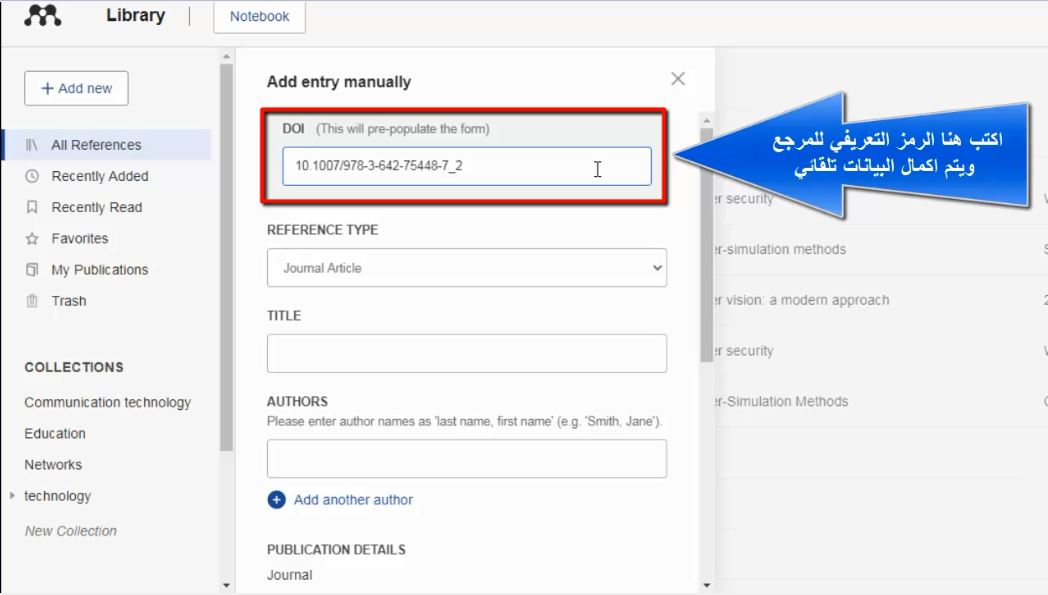 Library
Notebook
+ Add new
All References
Recently Added
Recently Read
Favorites
My Publications
Trash
COLLECTIONS
Communication technology
Education
Networks
technology
New Collection
Add entry manually
DOI (This will pre-populate the form)
10.1007/978-3-642-75448-7_2
REFERENCE TYPE
Journal Article
TITLE
AUTHORS
Please enter author names as 'last name, first name' (e.g. 'Smith, Jane').
Add another author
PUBLICATION DETAILS
Journal
اكتب هنا الرمز التعريفي للمرجع
ويتم اكمال البيانات تلقائي
er security
er-simulation methods
er vision: a modern approach
er security
er-Simulation Methods